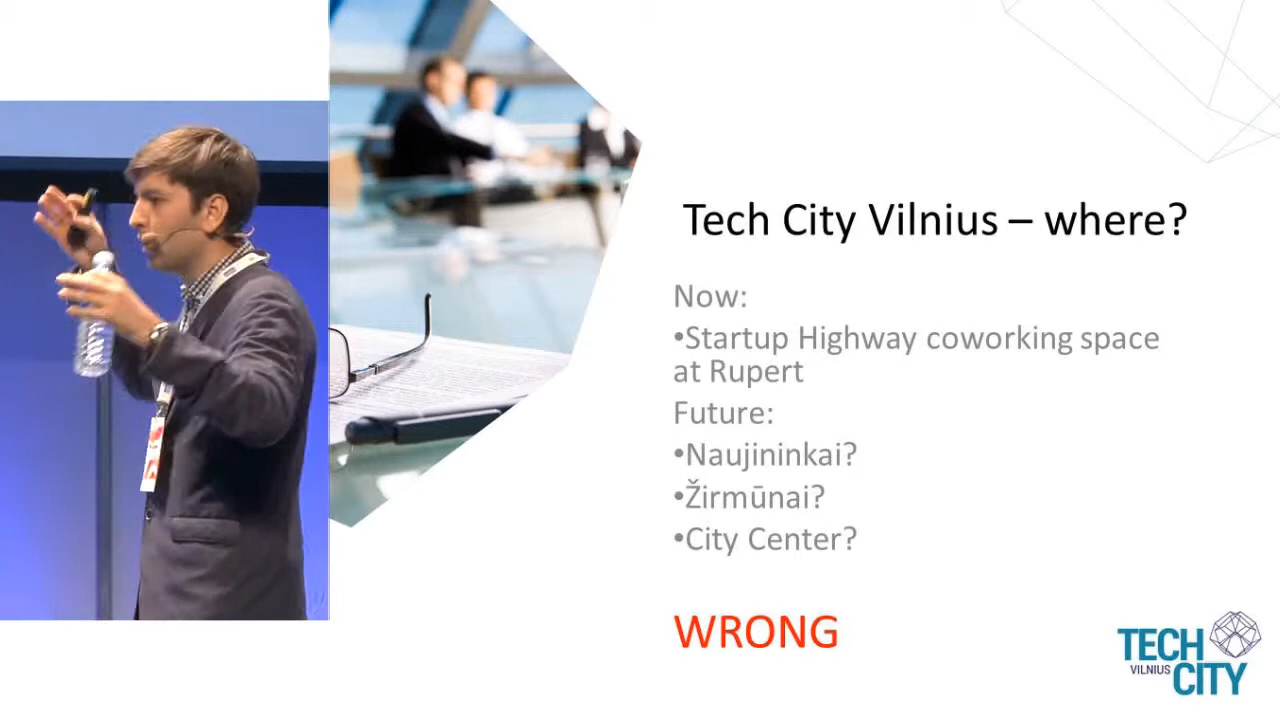 Tech City Vilnius – where?
Now:
•Startup Highway coworking space
at Rupert
Future:
•Naujininkai?
•Žirmūnai?
•City Center?
WRONG
TECH
VILNIUS CITY